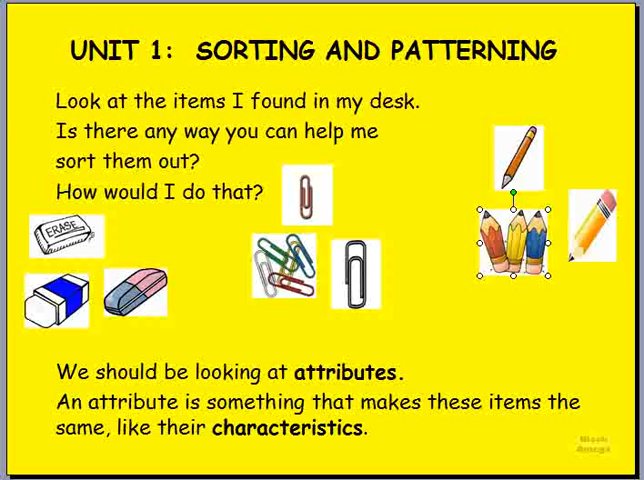 UNIT 1: SORTING AND PATTERNING
Look at the items I found in my desk.
Is there any way you can help me
sort them out?
How would I do that?
ERASE
We should be looking at attributes.
An attribute is something that makes these items the
same, like their characteristics.